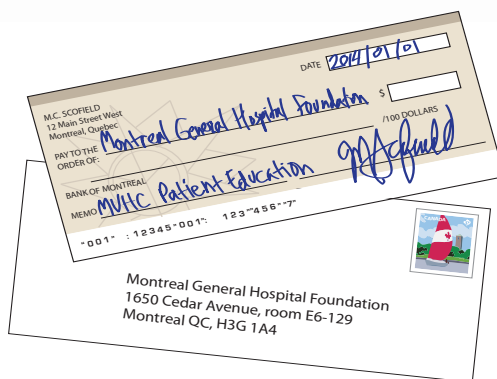 DATE 2014/01/01
M.C. SCOFIELD
12 Main Street West
Montreal, Quebec
PAY TO THE
ORDER OF: Montreal General Hospital Foundation $
/100 DOLLARS
BANK OF MONTREAL
MEMO MUHC Patient Education MScofield
"001" : 12345"001": 123"456""7"
CANADA P
Montreal General Hospital Foundation
1650 Cedar Avenue, room E6-129
Montreal QC, H3G 1A4